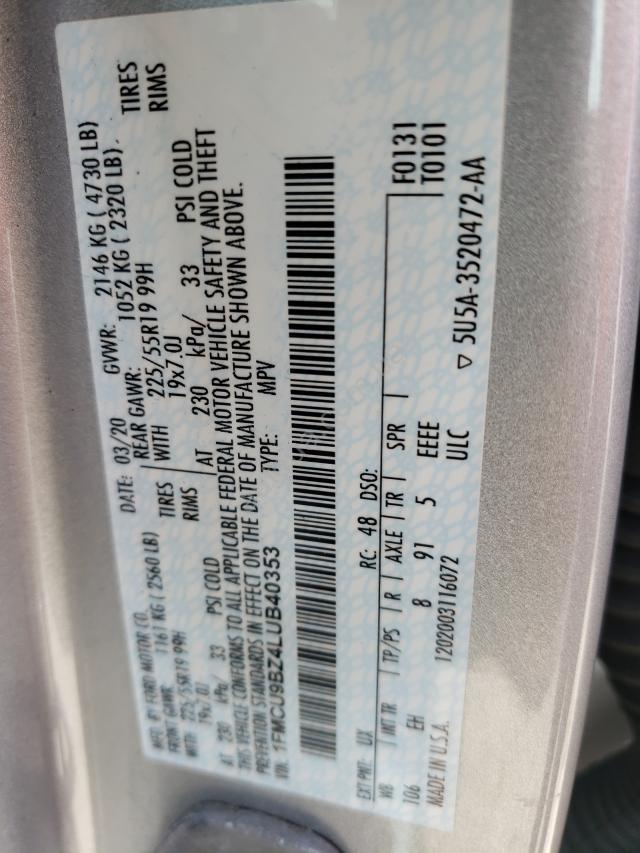 MFD. BY FORD MOTOR CO.
DATE: 03/20 GVWR: 2146 KG ( 4730 LB)
FRONT GAWR: 1161 KG ( 2560 LB) REAR GAWR: 1052 KG ( 2320 LB).
WITH 225/55R19 99H TIRES WITH 225/55R19 99H TIRES
19x7.0J RIMS 19x7.0J RIMS
AT 230 kPa/ 33 PSI COLD AT 230 kPa/ 33 PSI COLD
THIS VEHICLE CONFORMS TO ALL APPLICABLE FEDERAL MOTOR VEHICLE SAFETY AND THEFT
PREVENTION STANDARDS IN EFFECT ON THE DATE OF MANUFACTURE SHOWN ABOVE.
VIN: 1FMCU9BZ4LUB40353 TYPE: MPV
EXT PNT: UX RC: 48 DSO:
WB INT TR TP/PS R AXLE TR SPR F0131
106 EH 8 91 5 EEEE T0101
MADE IN U.S.A. 1202003116072 ULC
▽ 5U5A-3520472-AA